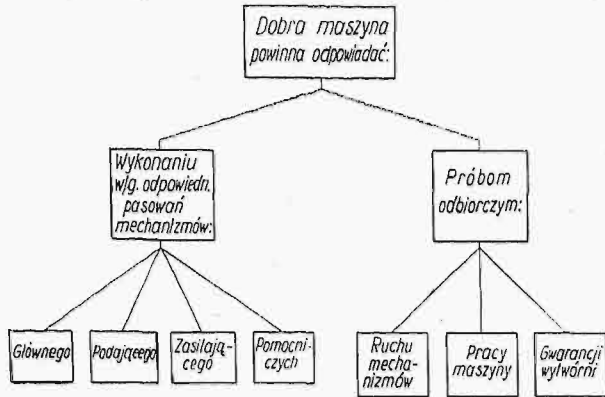 Dobra maszyna
powinna odpowiadać:
Wykonaniu
w/g. odpowiedn.
pasowań
mechanizmów:
Próbom
odbiorczym:
Głównego
Podającego
Zasilają-
cego
Pomocni-
czych
Ruchu
mecha-
nizmów
Pracy
maszyny
Gwarancji
wytwórni